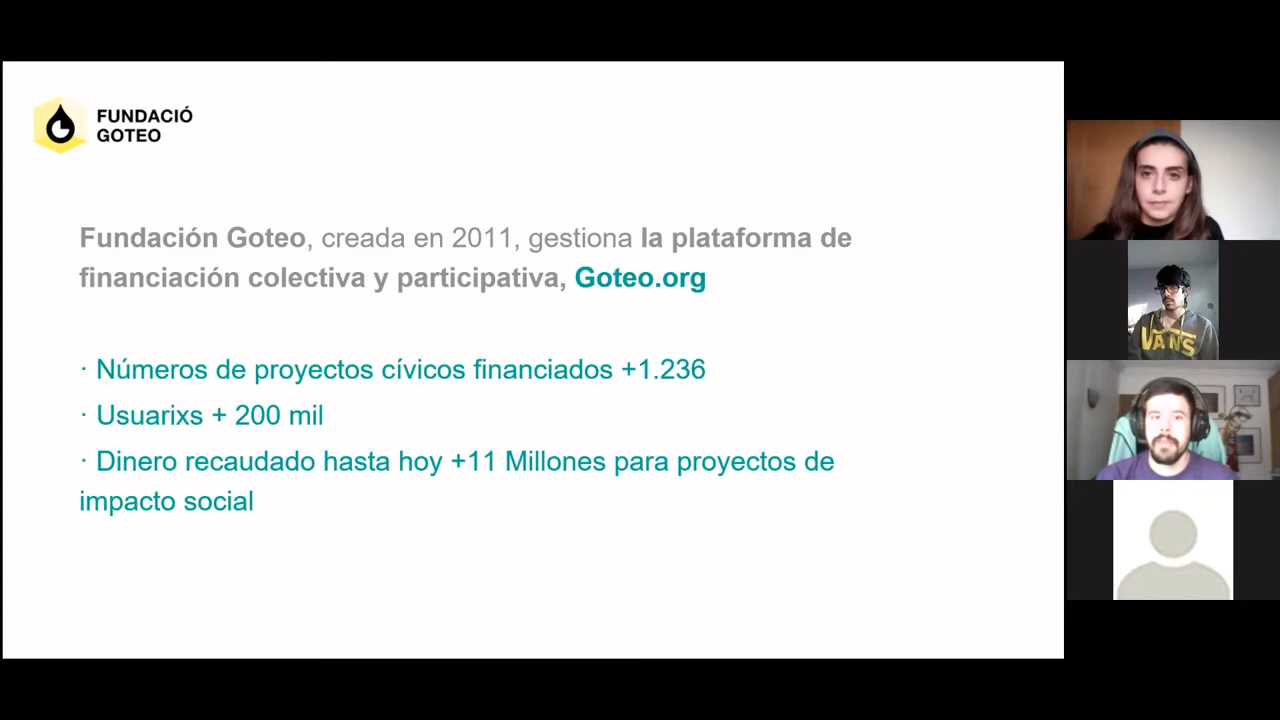 FUNDACIÓ
GOTEO
Fundación Goteo, creada en 2011, gestiona la plataforma de
financiación colectiva y participativa, Goteo.org
· Números de proyectos cívicos financiados +1.236
· Usuarixs + 200 mil
· Dinero recaudado hasta hoy +11 Millones para proyectos de
impacto social
VANS